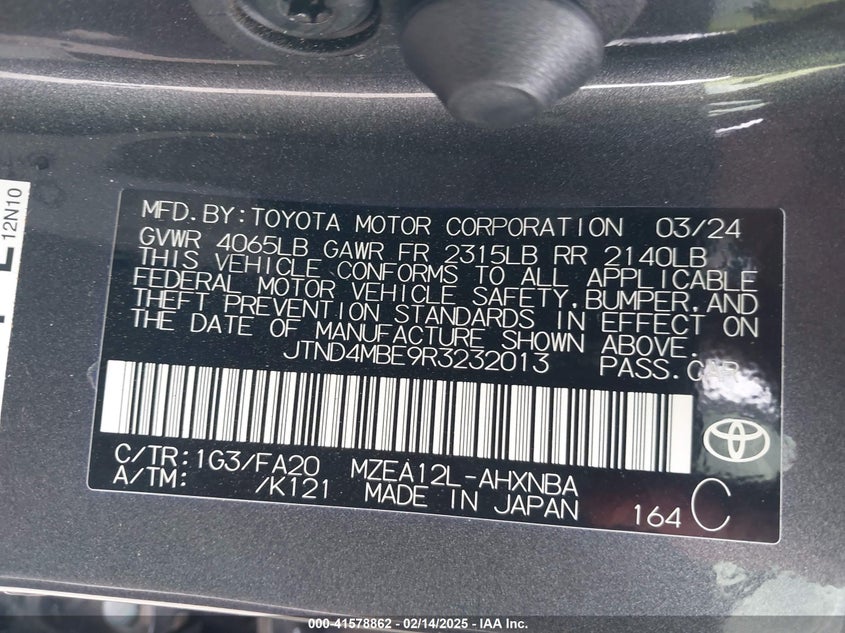 MFD.BY:TOYOTA MOTOR CORPORATION 03/24
GVWR 4065LB GAWR FR 2315LB RR 2140LB
THIS VEHICLE CONFORMS TO ALL APPLICABLE
FEDERAL MOTOR VEHICLE SAFETY,BUMPER,AND
THEFT PREVENTION STANDARDS IN EFFECT ON
THE DATE OF MANUFACTURE SHOWN ABOVE.
JTND4MBE9R3232013 PASS.CAR
C/TR:1G3/FA20 MZEA12L-AHXNBA
A/TM: /K121 MADE IN JAPAN
164 C
12N10
000-41578862 - 02/14/2025 - IAA Inc.